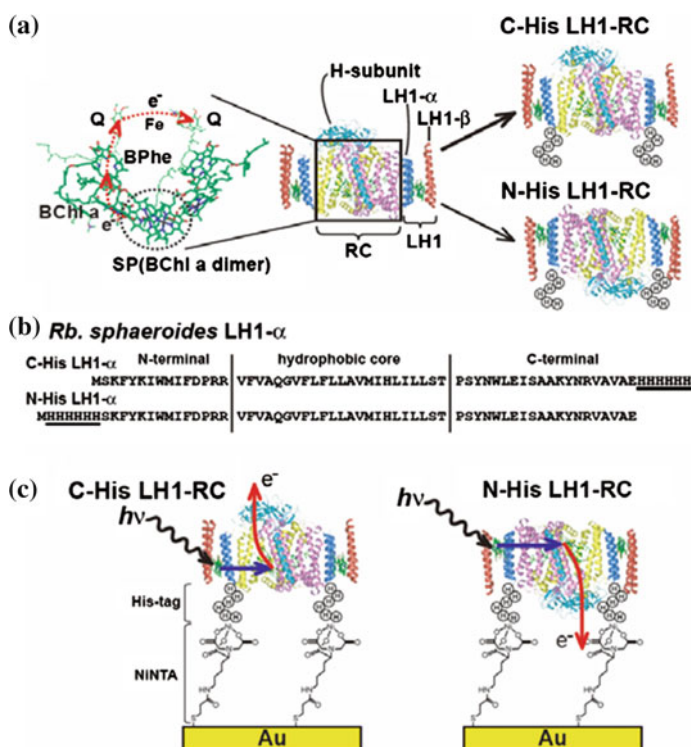 (a)
C-His LH1-RC
H-subunit
LH1-α
LH1-β
e-
Q Fe Q
BPhe
BChl a
e-
SP(BChl a dimer)
RC
LH1
H H H H H H
N-His LH1-RC
H H H H H H
H H H H H H
(b) Rb. sphaeroides LH1-α
C-His LH1-α N-terminal hydrophobic core C-terminal
MSKFYKIWMIFDPRR VFVAQGVFLFLLAVMIHLILLST PSYNWLEISAAKYNRVAVAEHHHHHH
N-His LH1-α
MHHHHHHSKFYKIWMIFDPRR VFVAQGVFLFLLAVMIHLILLST PSYNWLEISAAKYNRVAVAE
(c)
C-His LH1-RC
e-
hν
N-His LH1-RC
hν
His-tag
NiNTA
e-
Au
Au